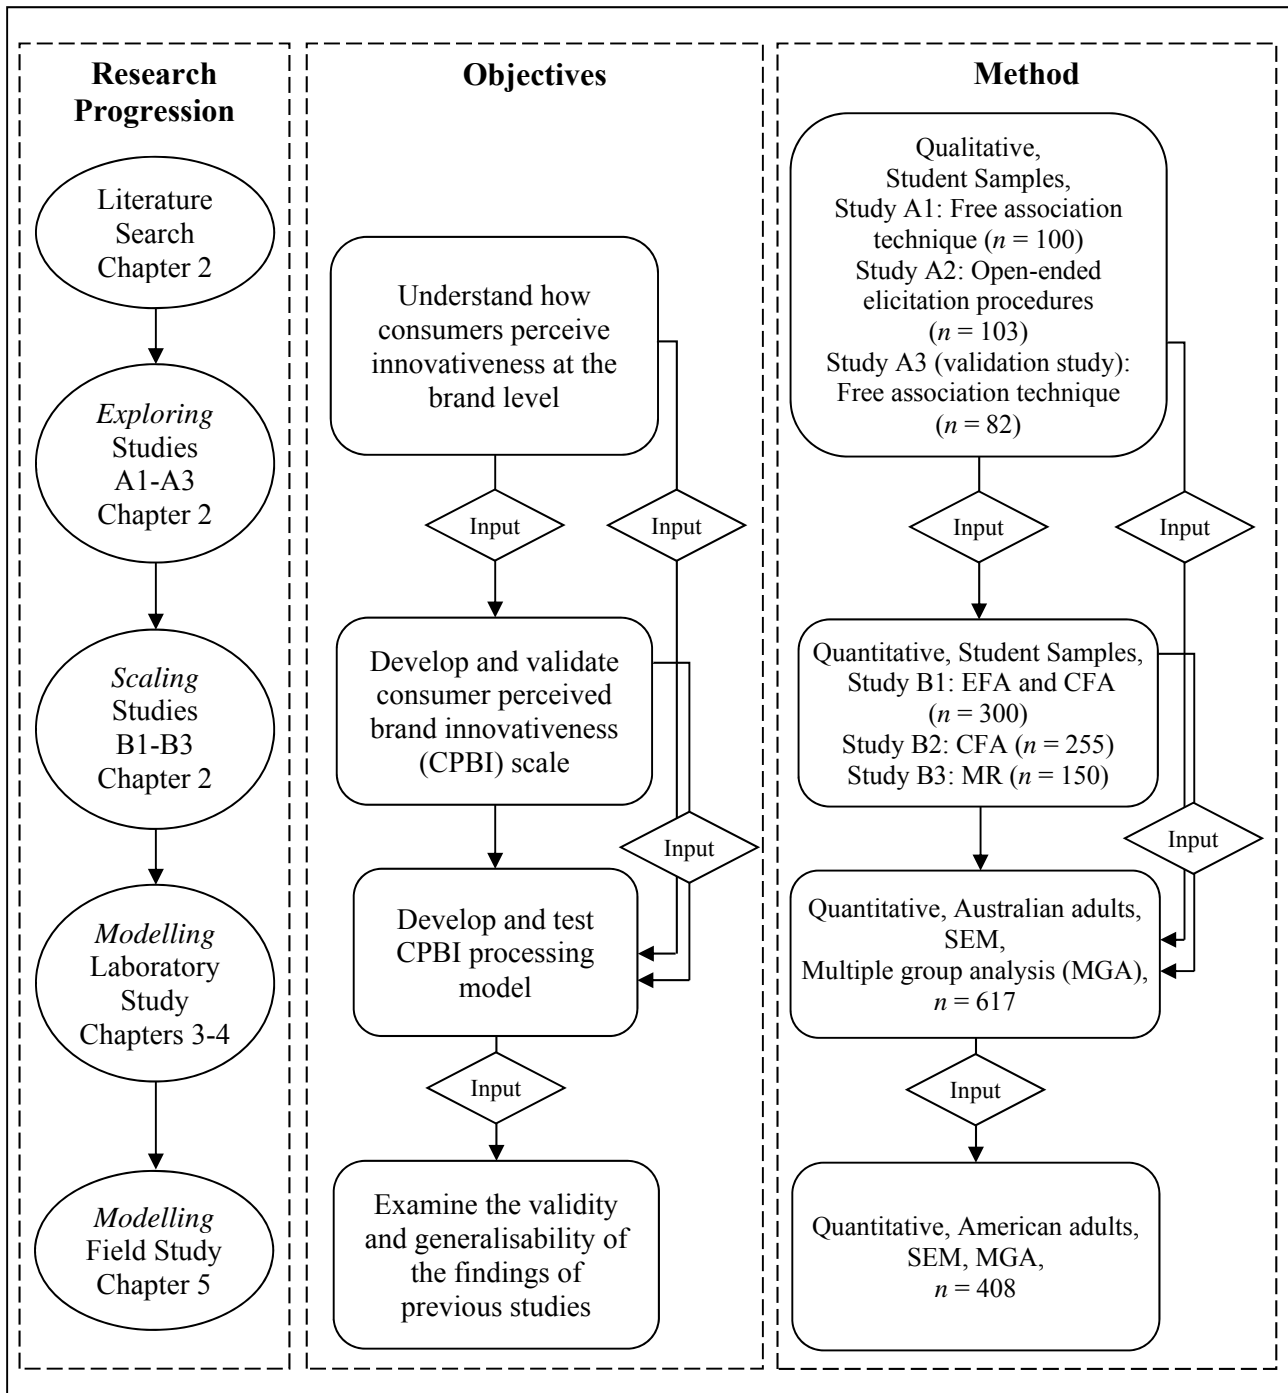 Research
Progression
Literature
Search
Chapter 2
Exploring
Studies
A1-A3
Chapter 2
Scaling
Studies
B1-B3
Chapter 2
Modelling
Laboratory
Study
Chapters 3-4
Modelling
Field Study
Chapter 5
Objectives
Understand how
consumers perceive
innovativeness at the
brand level
Input
Input
Develop and validate
consumer perceived
brand innovativeness
(CPBI) scale
Input
Develop and test
CPBI processing
model
Input
Examine the validity
and generalisability of
the findings of
previous studies
Method
Qualitative,
Student Samples,
Study A1: Free association
technique (n = 100)
Study A2: Open-ended
elicitation procedures
(n = 103)
Study A3 (validation study):
Free association technique
(n = 82)
Input
Input
Quantitative, Student Samples,
Study B1: EFA and CFA
(n = 300)
Study B2: CFA (n = 255)
Study B3: MR (n = 150)
Input
Quantitative, Australian adults,
SEM,
Multiple group analysis (MGA),
n = 617
Input
Quantitative, American adults,
SEM, MGA,
n = 408